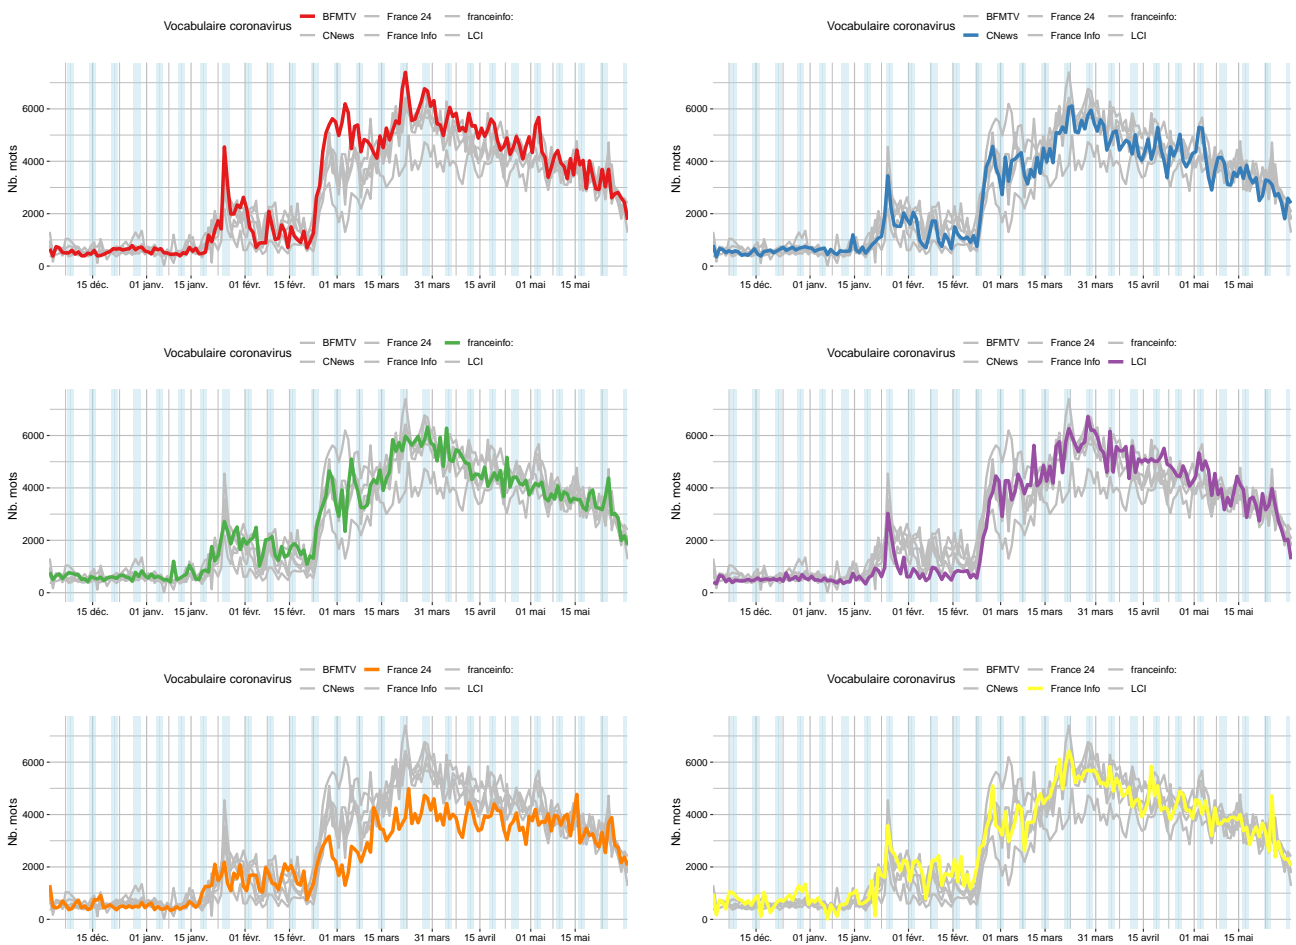 Vocabulaire coronavirus BFMTV France 24 franceinfo:
CNews France Info LCI
Nb. mots
6000
4000
2000
0
15 déc. 01 janv. 15 janv. 01 févr. 15 févr. 01 mars 15 mars 31 mars 15 avril 01 mai 15 mai
Vocabulaire coronavirus BFMTV France 24 franceinfo:
CNews France Info LCI
Nb. mots
6000
4000
2000
0
15 déc. 01 janv. 15 janv. 01 févr. 15 févr. 01 mars 15 mars 31 mars 15 avril 01 mai 15 mai
Vocabulaire coronavirus BFMTV France 24 franceinfo:
CNews France Info LCI
Nb. mots
6000
4000
2000
0
15 déc. 01 janv. 15 janv. 01 févr. 15 févr. 01 mars 15 mars 31 mars 15 avril 01 mai 15 mai
Vocabulaire coronavirus BFMTV France 24 franceinfo:
CNews France Info LCI
Nb. mots
6000
4000
2000
0
15 déc. 01 janv. 15 janv. 01 févr. 15 févr. 01 mars 15 mars 31 mars 15 avril 01 mai 15 mai
Vocabulaire coronavirus BFMTV France 24 franceinfo:
CNews France Info LCI
Nb. mots
6000
4000
2000
0
15 déc. 01 janv. 15 janv. 01 févr. 15 févr. 01 mars 15 mars 31 mars 15 avril 01 mai 15 mai
Vocabulaire coronavirus BFMTV France 24 franceinfo:
CNews France Info LCI
Nb. mots
6000
4000
2000
0
15 déc. 01 janv. 15 janv. 01 févr. 15 févr. 01 mars 15 mars 31 mars 15 avril 01 mai 15 mai